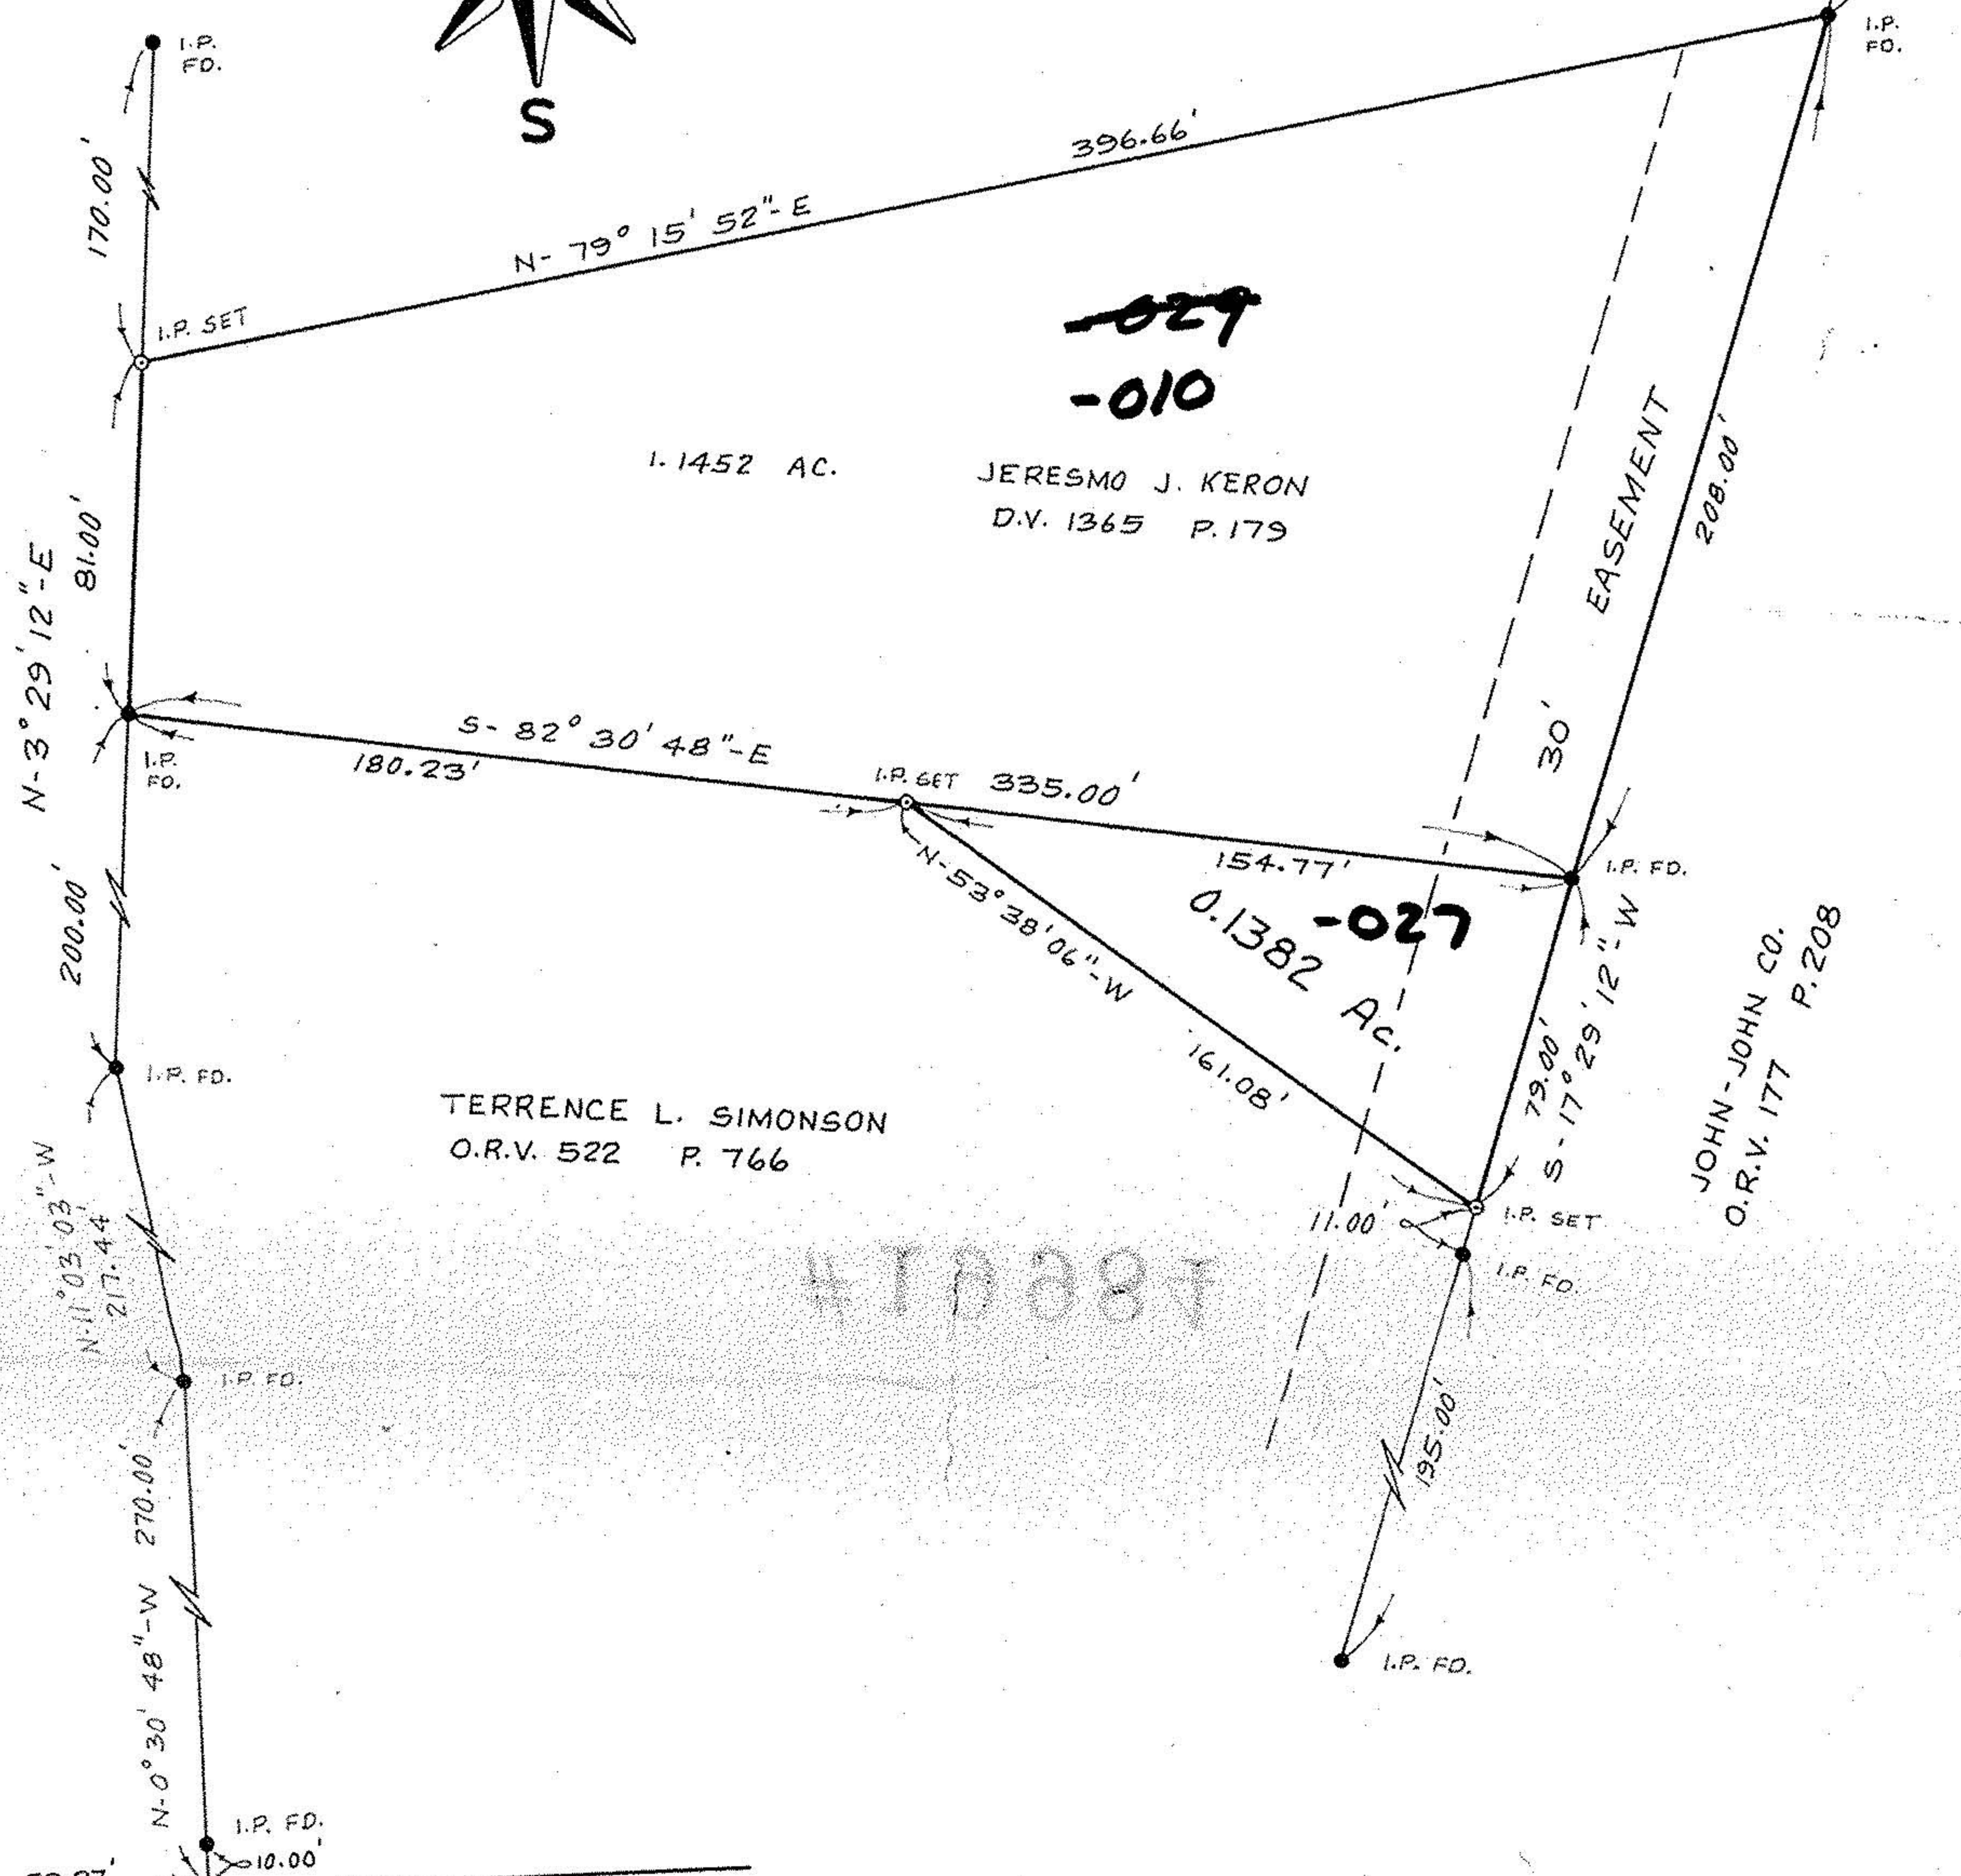 S
I.P.
FD.
I.P.
FD.
170.00'
396.66'
N- 79° 15' 52"- E
I.P. SET
-029
-010
1.1452 AC.
JERESMO J. KERON
D.V. 1365 P. 179
EASEMENT
30'
208.00'
81.00'
N-3° 29' 12"-E
I.P.
FD.
S- 82° 30' 48"-E
180.23'
I.P. SET
335.00'
154.77'
I.P. FD.
-027
0.1382 Ac.
N-53° 38' 06"-W
161.08'
79.00'
S-17° 29' 12"-W
JOHN-JOHN CO.
O.R.V. 177 P. 208
200.00'
I.P. FD.
TERRENCE L. SIMONSON
O.R.V. 522 P. 766
11.00'
I.P. SET
I.P. FD
N-11° 03' 03"-W
217.44'
I.P. FD.
195.00'
270.00'
N-0° 30' 48"-W
I.P. FD.
I.P. FD.
10.00'